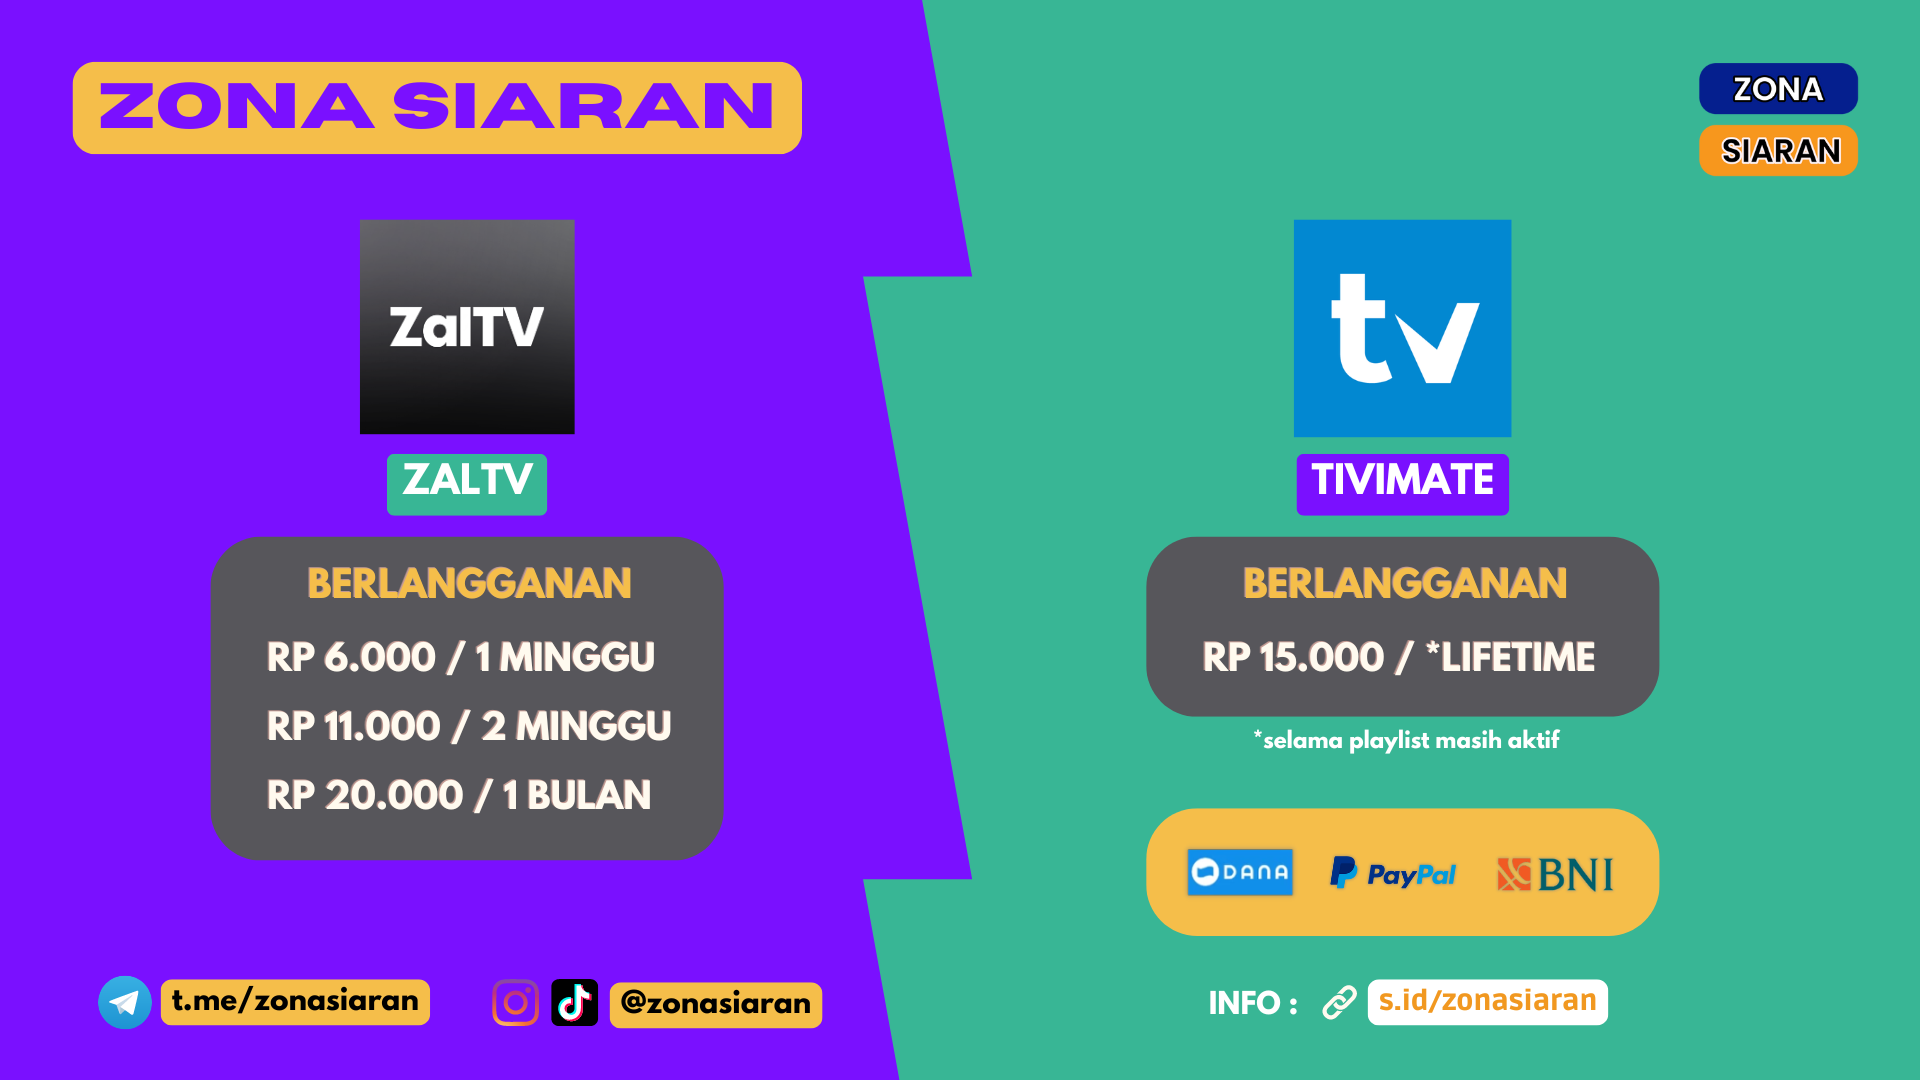 ZONA SIARAN
ZONA
SIARAN
ZalTV
ZALTV
BERLANGGANAN
RP 6.000 / 1 MINGGU
RP 11.000 / 2 MINGGU
RP 20.000 / 1 BULAN
tv
TIVIMATE
BERLANGGANAN
RP 15.000 / *LIFETIME
*selama playlist masih aktif
DANA PayPal BNI
t.me/zonasiaran
@zonasiaran
INFO : s.id/zonasiaran